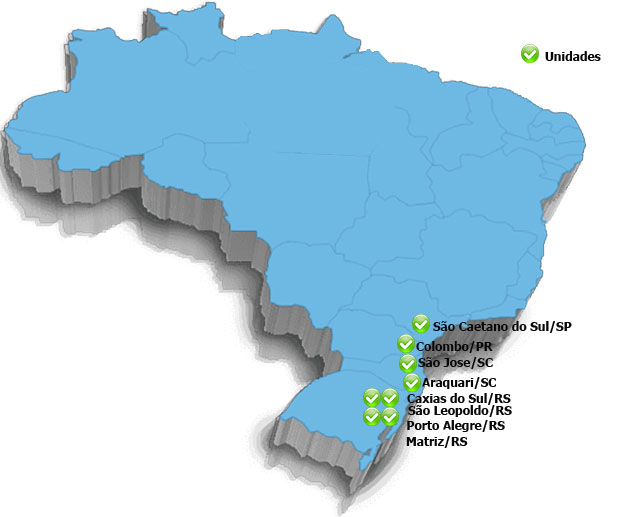 Unidades
São Caetano do Sul/SP
Colombo/PR
São Jose/SC
Araquari/SC
Caxias do Sul/RS
São Leopoldo/RS
Porto Alegre/RS
Matriz/RS